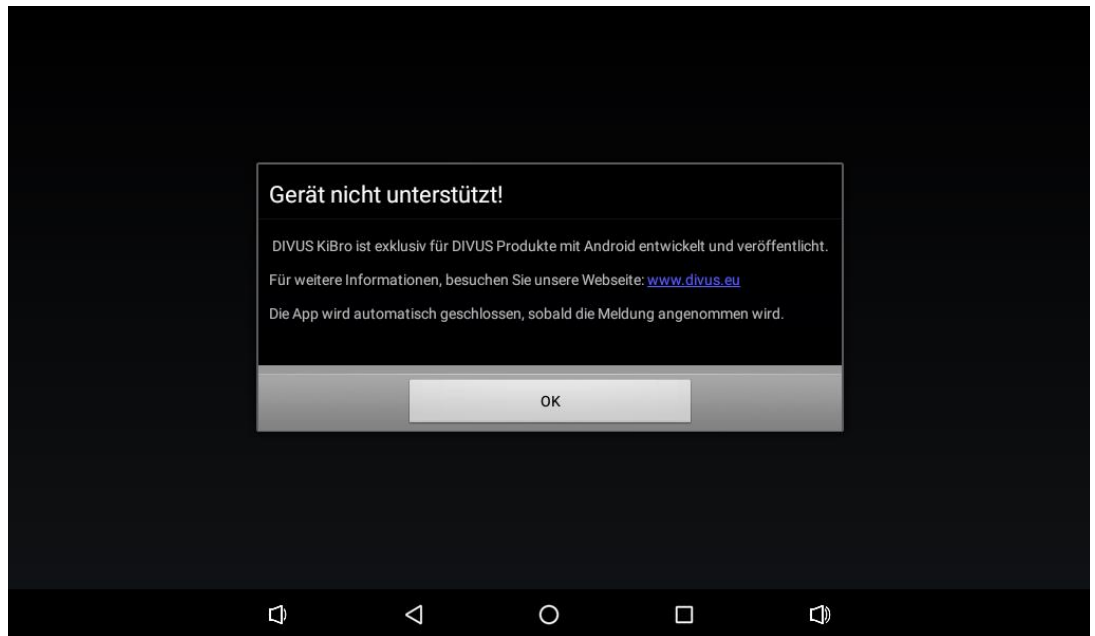 Gerät nicht unterstützt!
DIVUS KiBro ist exklusiv für DIVUS Produkte mit Android entwickelt und veröffentlicht.
Für weitere Informationen, besuchen Sie unsere Webseite: www.divus.eu
Die App wird automatisch geschlossen, sobald die Meldung angenommen wird.
OK